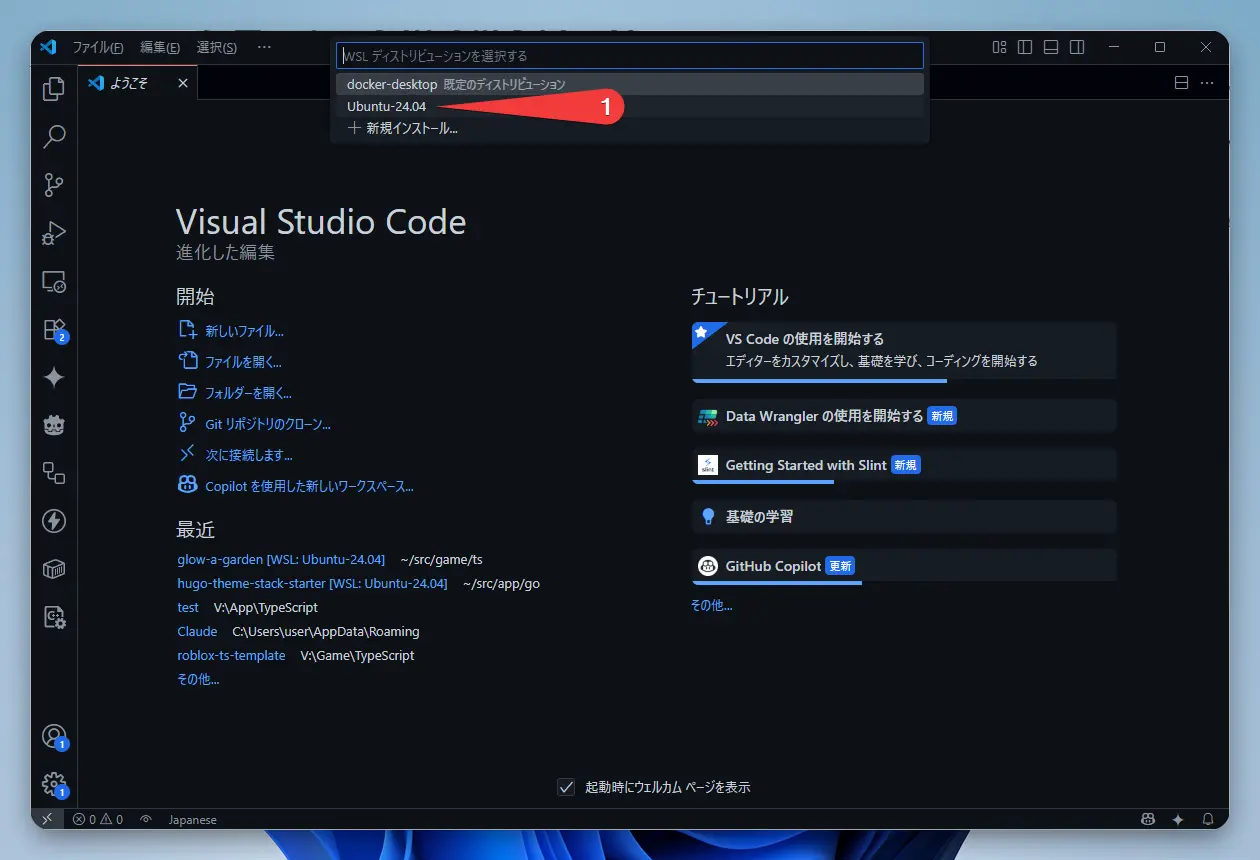 ファイル(F) 編集(E) 選択(S) …
WSL ディストリビューションを選択する
docker-desktop 既定のディストリビューション
Ubuntu-24.04
1
新規インストール...
ようこそ
Visual Studio Code
進化した編集
開始
新しいファイル...
ファイルを開く...
フォルダーを開く...
Git リポジトリのクローン...
次に接続します...
Copilot を使用した新しいワークスペース...
最近
glow-a-garden [WSL: Ubuntu-24.04] ~/src/game/ts
hugo-theme-stack-starter [WSL: Ubuntu-24.04] ~/src/app/go
test V:\App\TypeScript
Claude C:\Users\user\AppData\Roaming
roblox-ts-template V:\Game\TypeScript
その他...
チュートリアル
VS Code の使用を開始する
エディターをカスタマイズし、基礎を学び、コーディングを開始する
Data Wrangler の使用を開始する 新規
slint
Getting Started with Slint 新規
基礎の学習
GitHub Copilot 更新
その他...
2
1
1
起動時にウェルカム ページを表示
0 0 Japanese